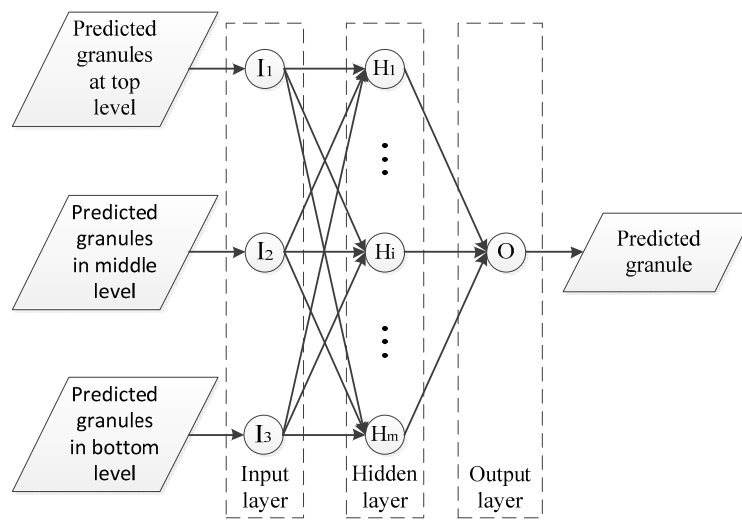 Predicted
granules
at top
level
I1
H1
Predicted
granules
in middle
level
I2
Hi
O
Predicted
granule
Predicted
granules
in bottom
level
I3
Hm
Input
layer
Hidden
layer
Output
layer